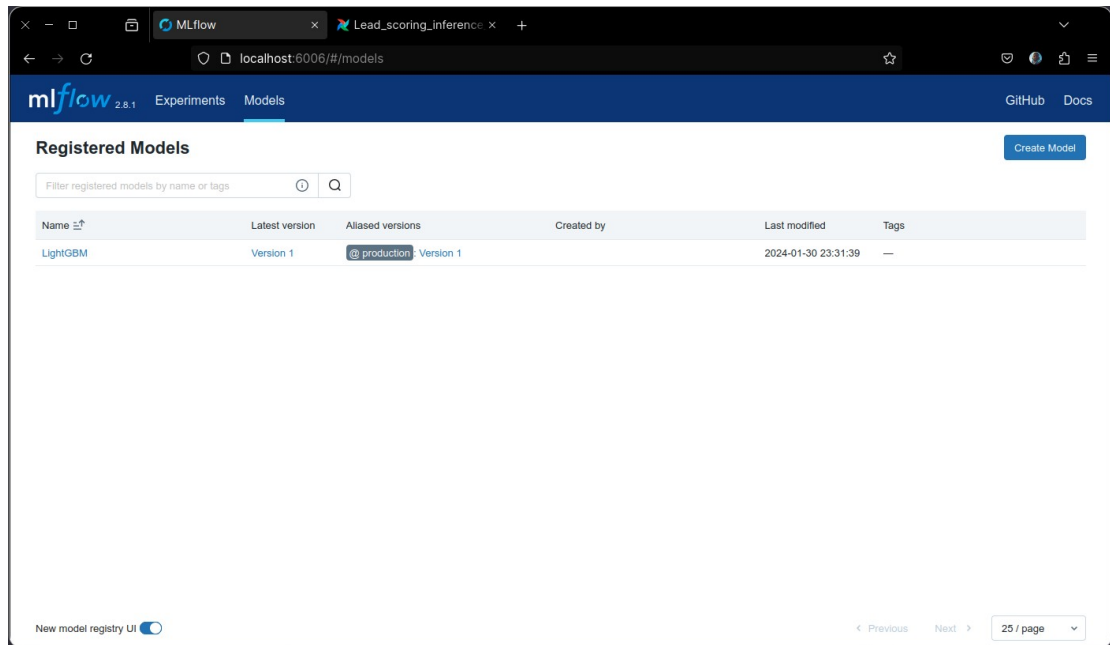 MLflow × Lead_scoring_inference × +
localhost:6006/#/models
mlflow 2.8.1 Experiments Models GitHub Docs
Registered Models Create Model
Filter registered models by name or tags
Name Latest version Aliased versions Created by Last modified Tags
LightGBM Version 1 @ production : Version 1 2024-01-30 23:31:39 —
New model registry UI Previous Next 25 / page